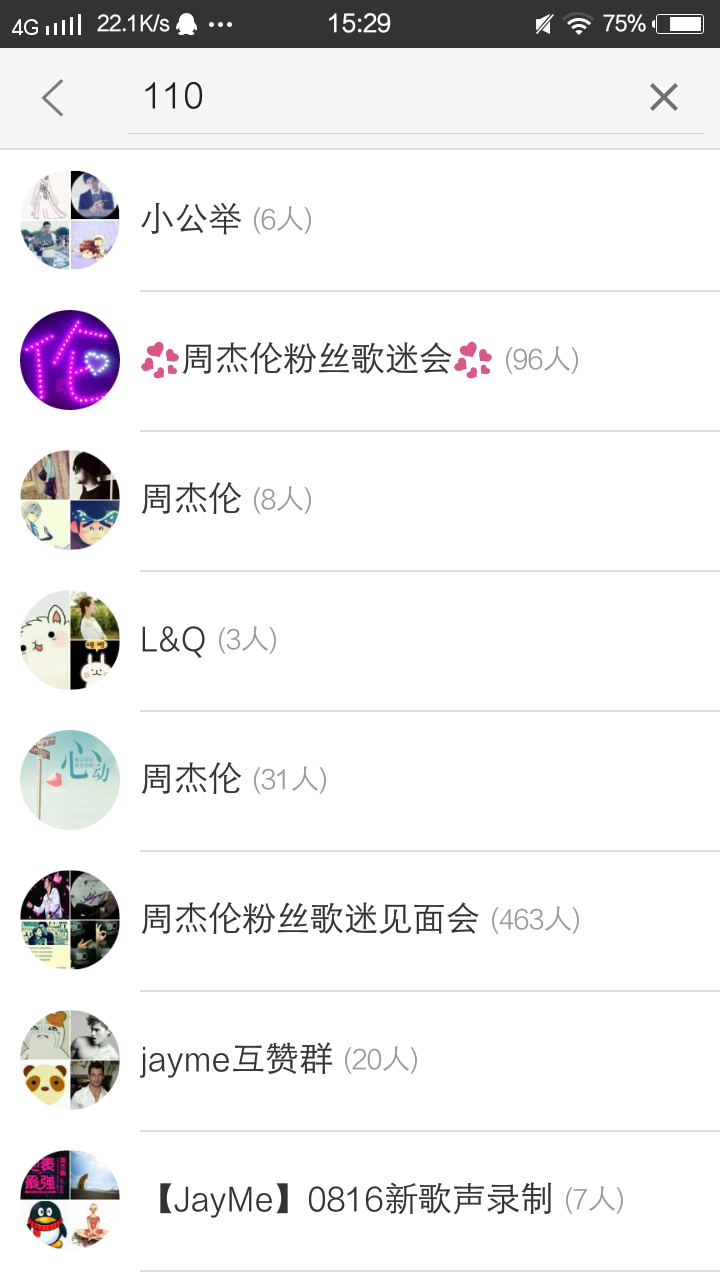 4G 22.1K/s ••• 15:29 75%
110
小公举 (6人)
周杰伦粉丝歌迷会 (96人)
周杰伦 (8人)
L&Q (3人)
心动
周杰伦 (31人)
周杰伦粉丝歌迷见面会 (463人)
jayme互赞群 (20人)
【JayMe】0816新歌声录制 (7人)